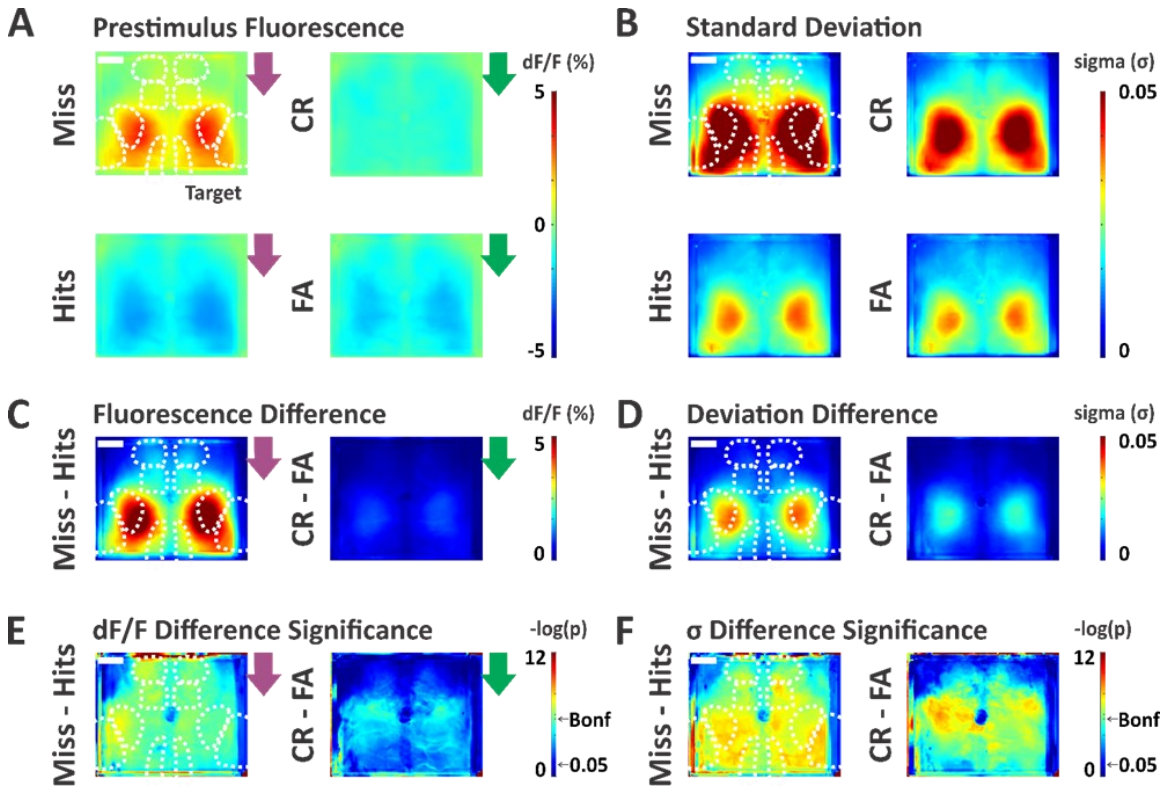 A Prestimulus Fluorescence
Miss
CR
dF/F (%)
5
0
-5
Target
Hits
FA
B Standard Deviation
Miss
CR
sigma (σ)
0.05
0
Hits
FA
C Fluorescence Difference
Miss - Hits
CR - FA
dF/F (%)
5
0
D Deviation Difference
Miss - Hits
CR - FA
sigma (σ)
0.05
0
E dF/F Difference Significance
Miss - Hits
CR - FA
-log(p)
12
←Bonf
←0.05
0
F σ Difference Significance
Miss - Hits
CR - FA
-log(p)
12
←Bonf
←0.05
0